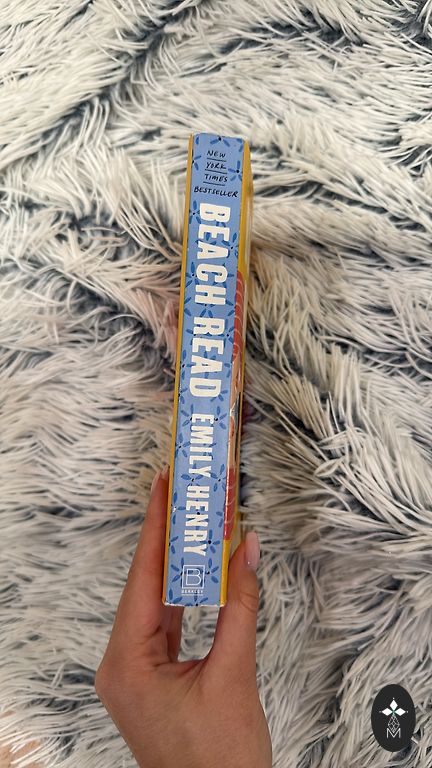 NEW
YORK
TIMES
BESTSELLER
BEACH READ
EMILY HENRY
B
BERKLEY
M